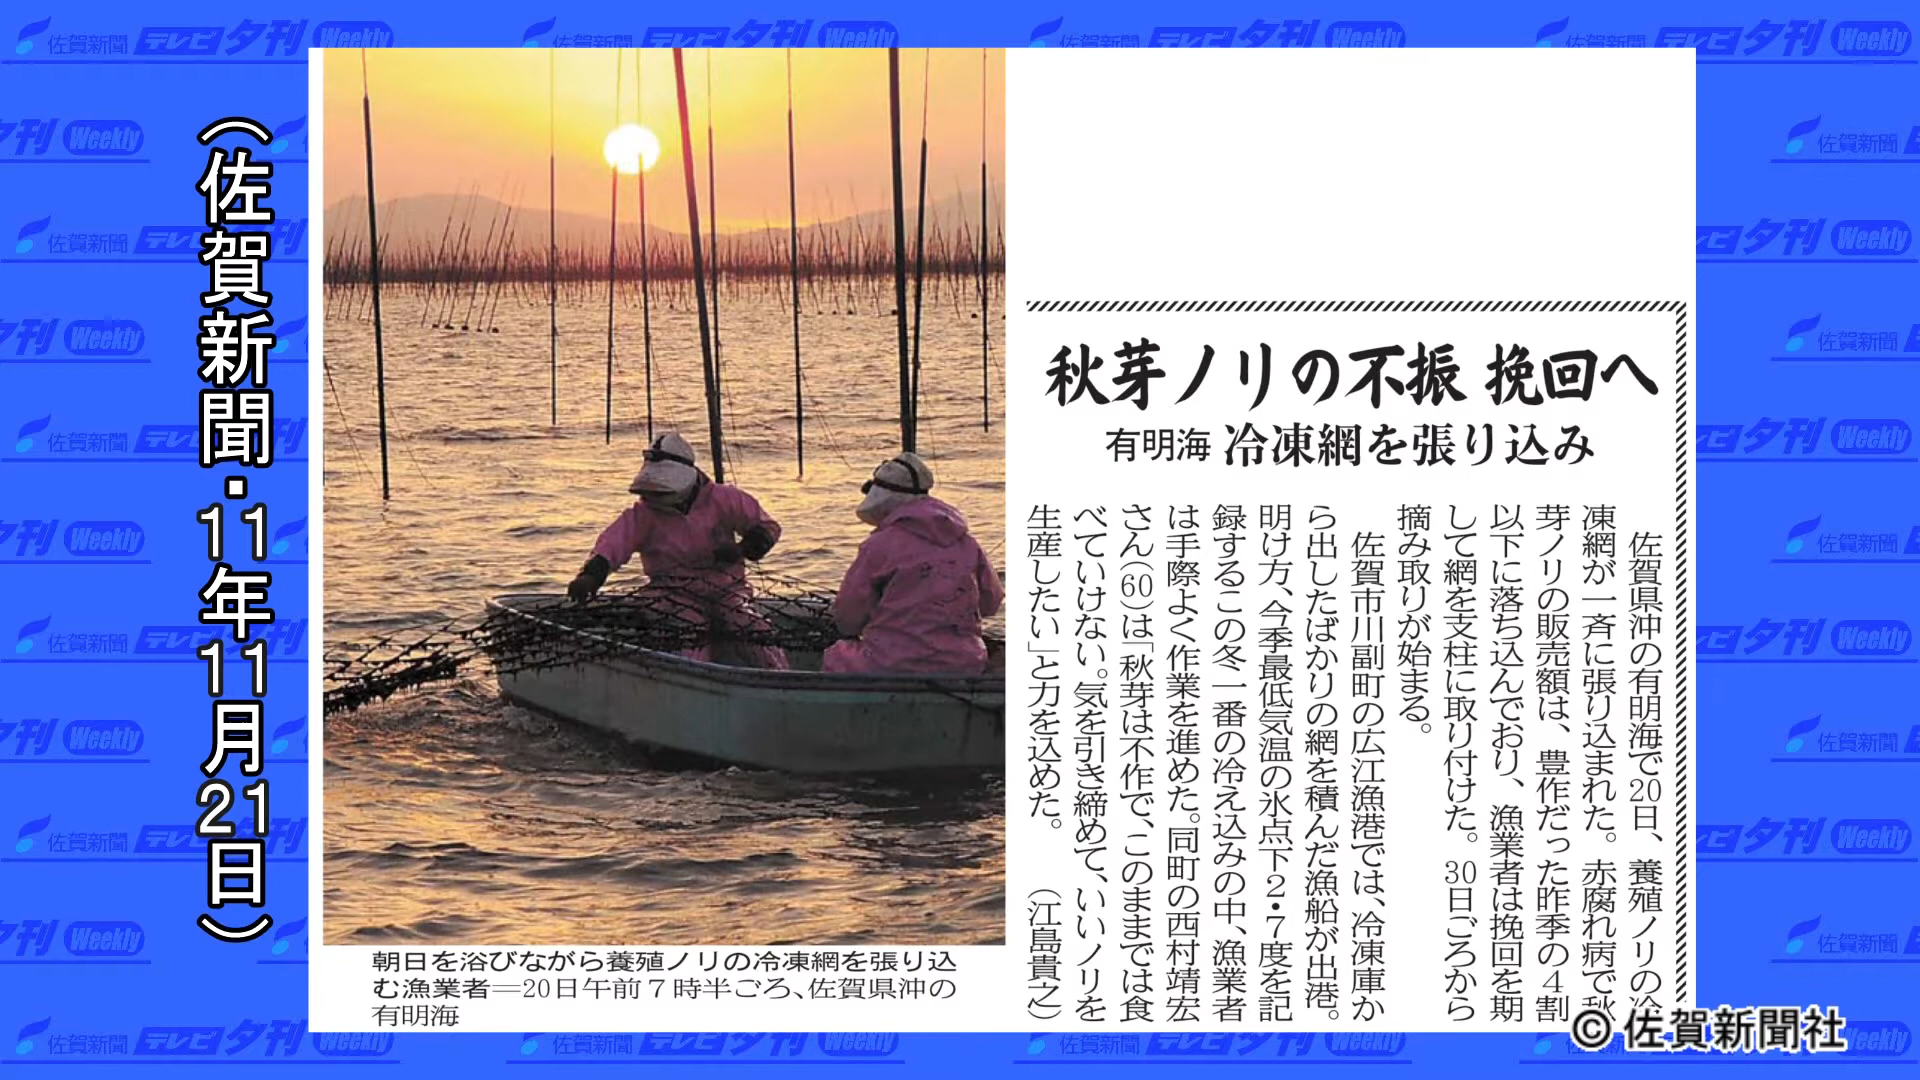 （佐賀新聞・11年11月21日）
秋芽ノリの不振 挽回へ
有明海 冷凍網を張り込み
佐賀県沖の有明海で20日、養殖ノリの冷
凍網が一斉に張り込まれた。赤腐れ病で秋
芽ノリの販売額は、豊作だった昨季の４割
以下に落ち込んでおり、漁業者は挽回を期
して網を支柱に取り付けた。30日ごろから
摘み取りが始まる。
佐賀市川副町の広江漁港では、冷凍庫か
ら出したばかりの網を積んだ漁船が出港。
明け方、今季最低気温の氷点下２・７度を記
録するこの冬一番の冷え込みの中、漁業者
は手際よく作業を進めた。同町の西村靖宏
さん（60）は「秋芽は不作で、このままでは食
べていけない。気を引き締めて、いいノリを
生産したい」と力を込めた。 （江島貴之）
朝日を浴びながら養殖ノリの冷凍網を張り込
む漁業者＝20日午前７時半ごろ、佐賀県沖の
有明海
©佐賀新聞社
佐賀新聞 テレビ夕刊 Weekly